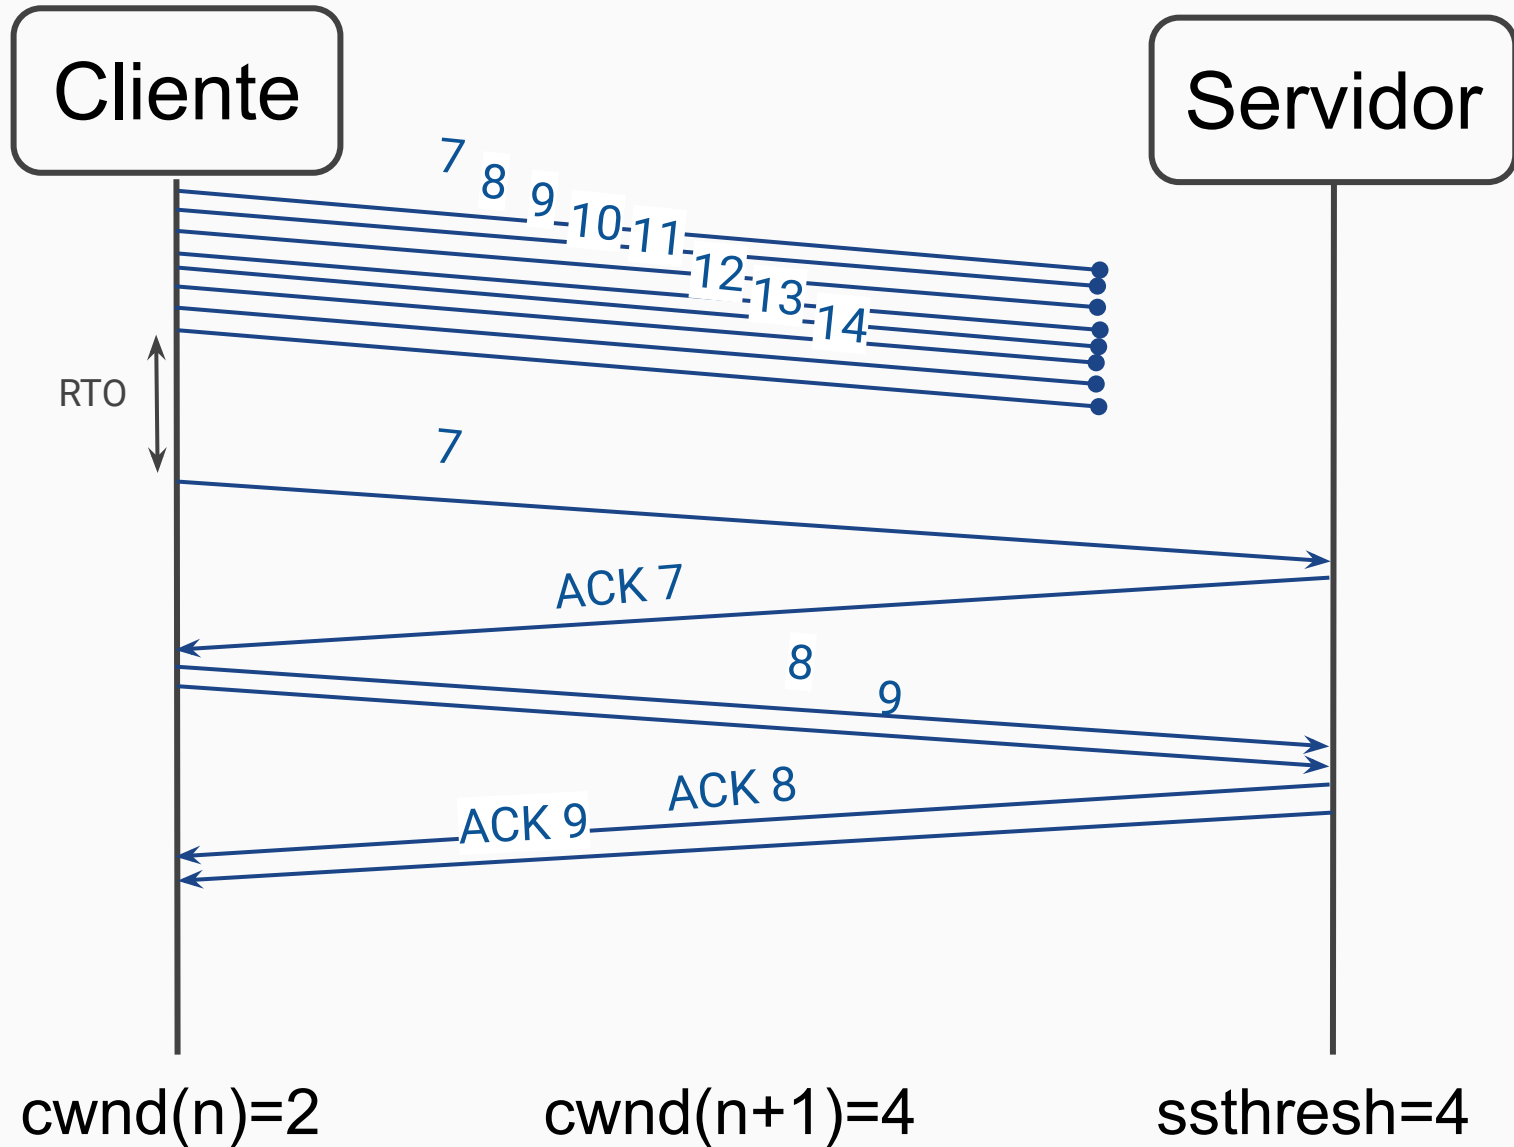 Cliente
Servidor
7
8
9
10
11
12
13
14
RTO
7
ACK 7
8
9
ACK 8
ACK 9
cwnd(n)=2
cwnd(n+1)=4
ssthresh=4